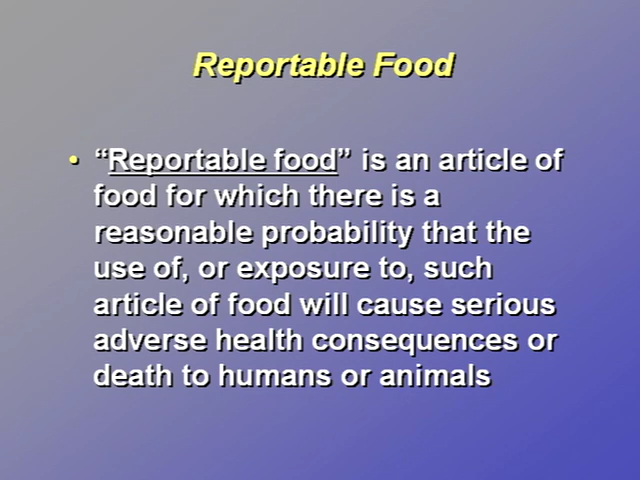 Reportable Food
• “Reportable food” is an article of
food for which there is a
reasonable probability that the
use of, or exposure to, such
article of food will cause serious
adverse health consequences or
death to humans or animals